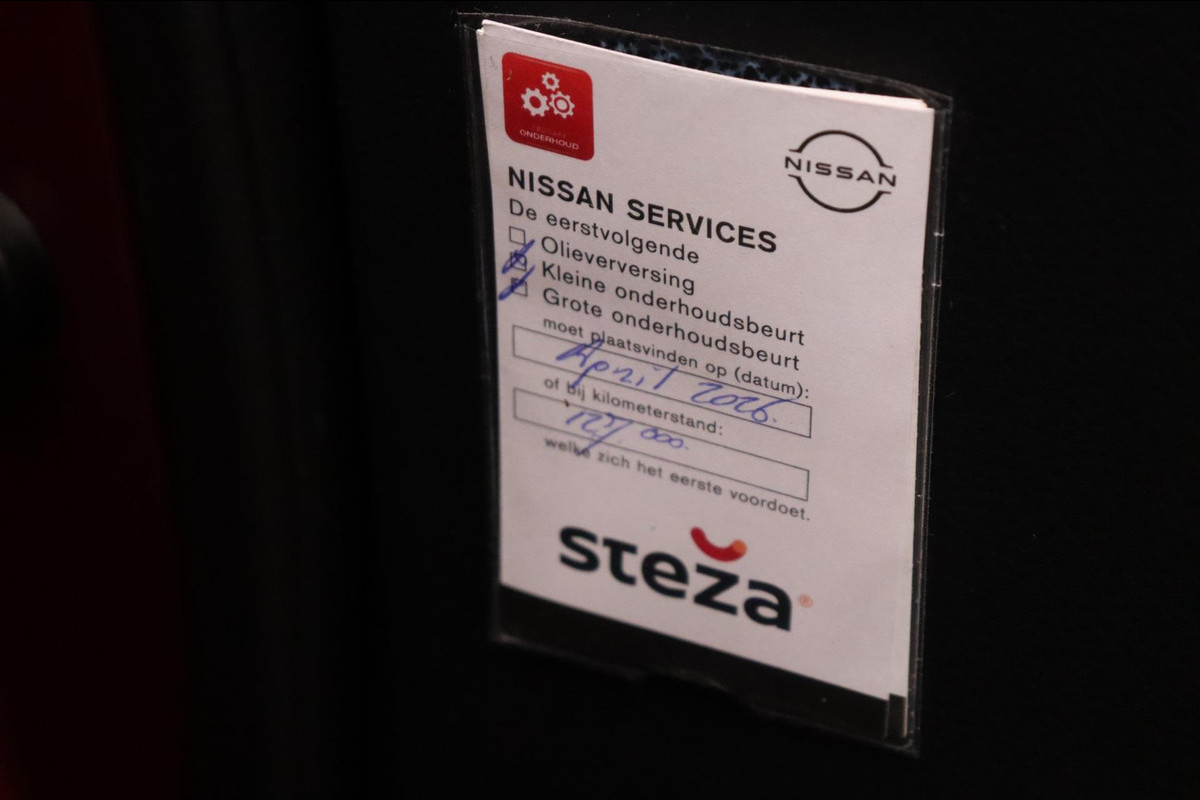 ONDERHOUD
NISSAN
NISSAN SERVICES
De eerstvolgende
Olieverversing
Kleine onderhoudsbeurt
Grote onderhoudsbeurt
moet plaatsvinden op (datum):
April 2026.
of bij kilometerstand:
127.000.
welke zich het eerste voordoet.
steža®